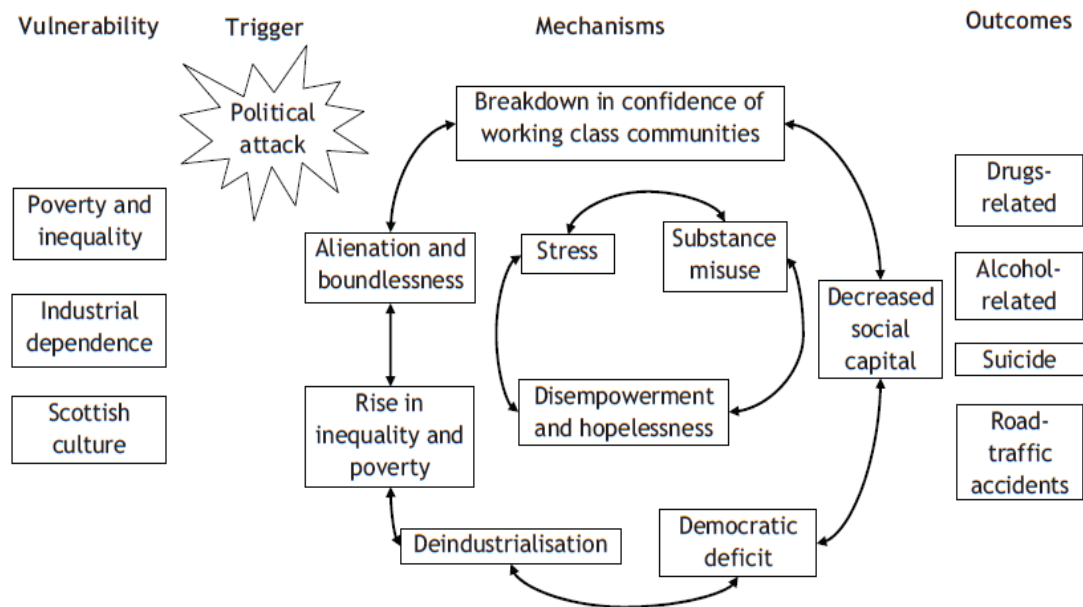 Vulnerability
Trigger
Mechanisms
Outcomes
Political
attack
Poverty and
inequality
Industrial
dependence
Scottish
culture
Breakdown in confidence of
working class communities
Alienation and
boundlessness
Rise in
inequality and
poverty
Deindustrialisation
Democratic
deficit
Decreased
social
capital
Stress
Substance
misuse
Disempowerment
and hopelessness
Drugs-
related
Alcohol-
related
Suicide
Road-
traffic
accidents